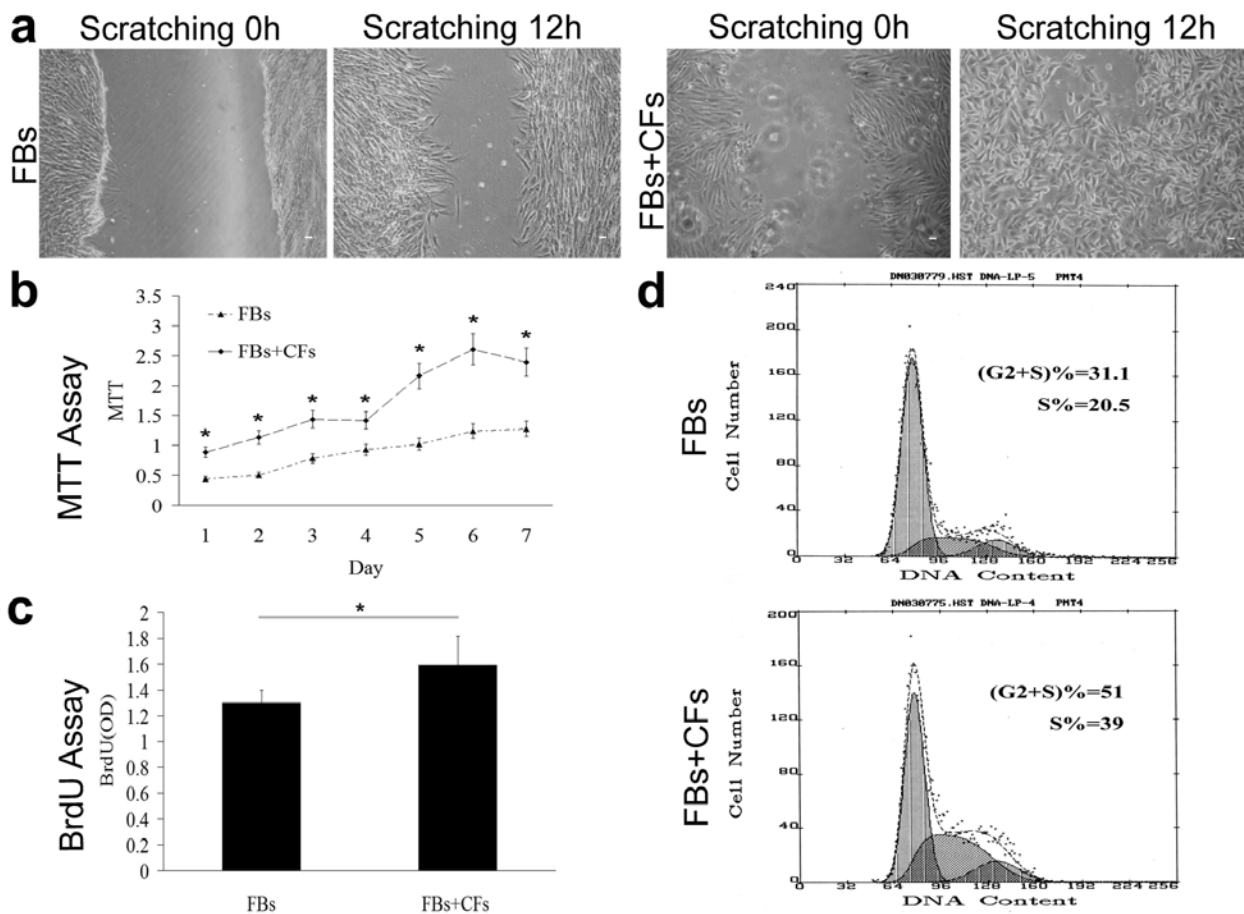 a
Scratching 0h
Scratching 12h
Scratching 0h
Scratching 12h
FBs
FBs+CFs
b
MTT Assay
MTT
3.5
3
2.5
2
1.5
1
0.5
0
FBs
FBs+CFs
* * * * * * *
1 2 3 4 5 6 7
Day
c
BrdU Assay
BrdU(OD)
2
1.8
1.6
1.4
1.2
1
0.8
0.6
0.4
0.2
0
*
FBs FBs+CFs
d
FBs
DN030779.HST DNA-LP-5 PMT4
Cell Number
240
200
160
120
80
40
0
(G2+S)%=31.1
S%=20.5
0 32 64 96 128 160 192 224 256
DNA Content
FBs+CFs
DN030775.HST DNA-LP-4 PMT4
Cell Number
200
160
120
80
40
0
(G2+S)%=51
S%=39
0 32 64 96 128 160 192 224 256
DNA Content